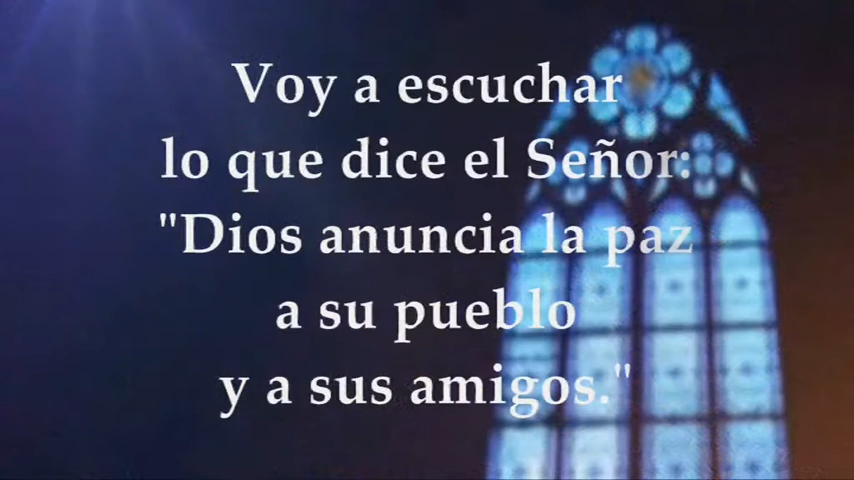 Voy a escuchar
lo que dice el Señor:
"Dios anuncia la paz
a su pueblo
y a sus amigos."